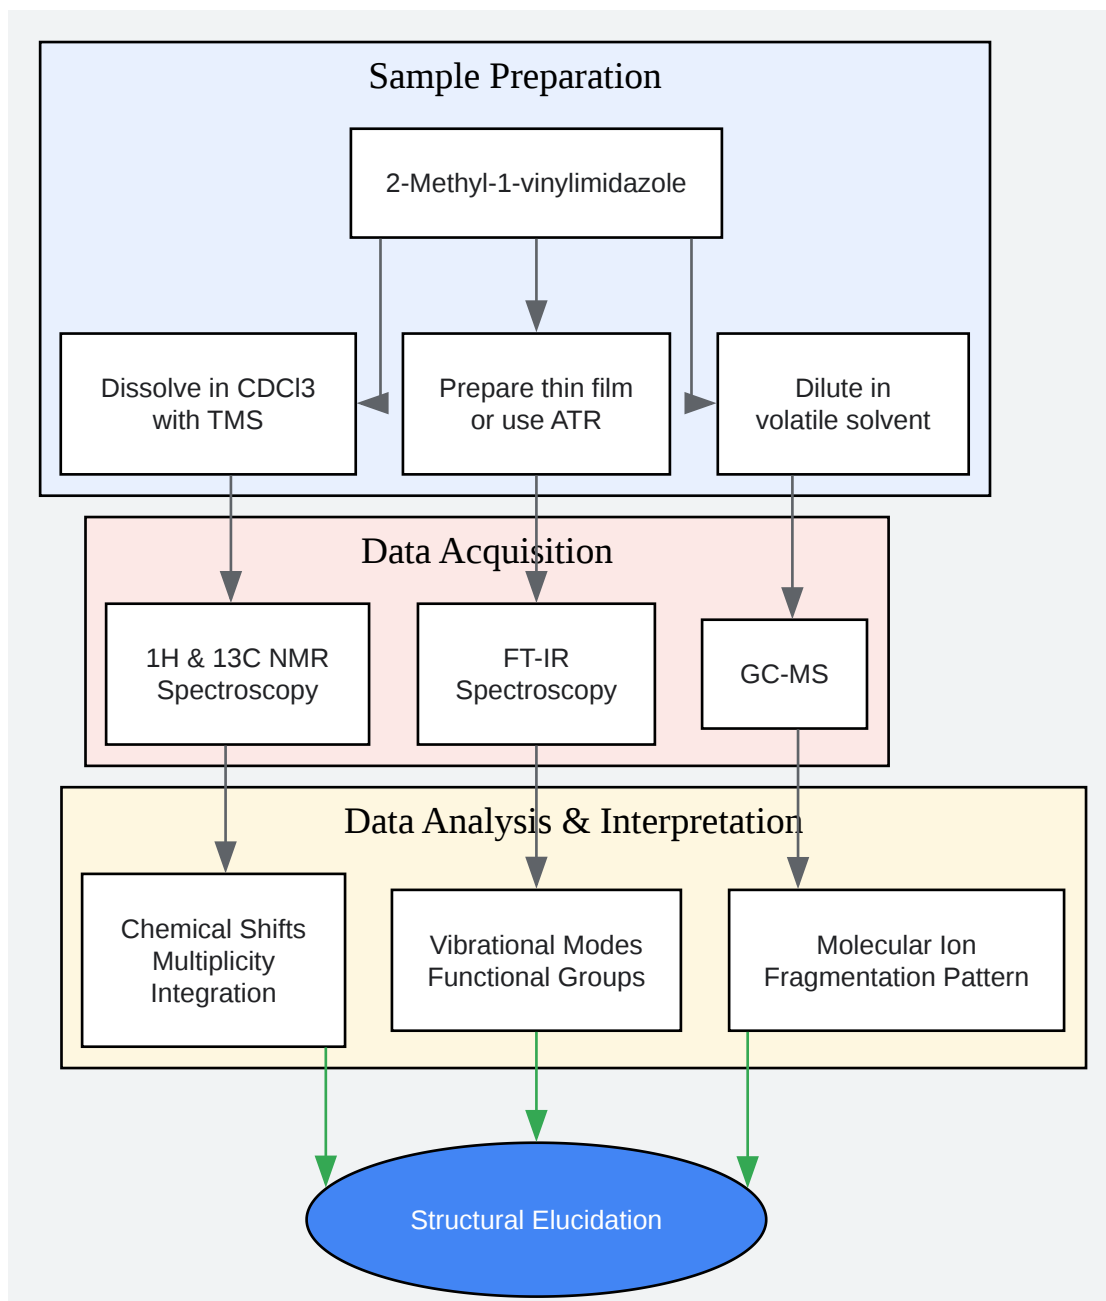 Sample Preparation
2-Methyl-1-vinylimidazole
Dissolve in CDCl3
with TMS
Prepare thin film
or use ATR
Dilute in
volatile solvent
Data Acquisition
1H & 13C NMR
Spectroscopy
FT-IR
Spectroscopy
GC-MS
Data Analysis & Interpretation
Chemical Shifts
Multiplicity
Integration
Vibrational Modes
Functional Groups
Molecular Ion
Fragmentation Pattern
Structural Elucidation